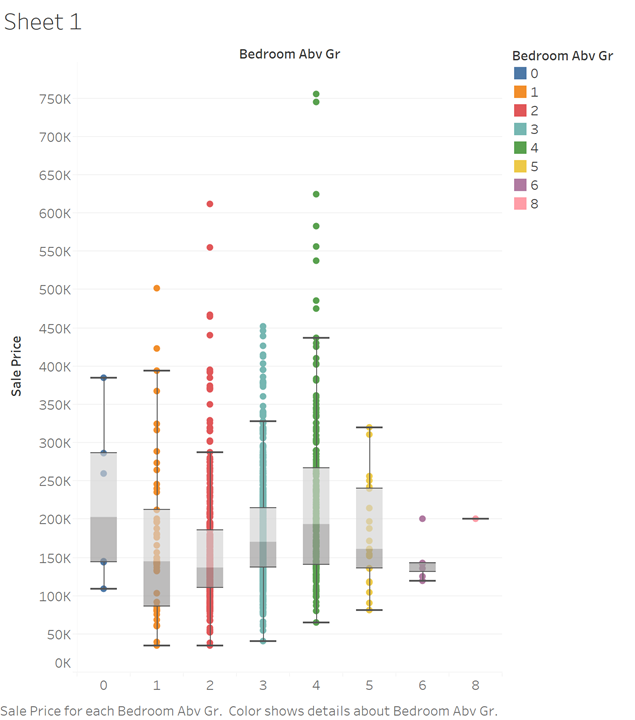 Sheet 1
Bedroom Abv Gr
Bedroom Abv Gr
0
1
2
3
4
5
6
8
Sale Price
750K
700K
650K
600K
550K
500K
450K
400K
350K
300K
250K
200K
150K
100K
50K
0K
0 1 2 3 4 5 6 8
Sale Price for each Bedroom Abv Gr. Color shows details about Bedroom Abv Gr.